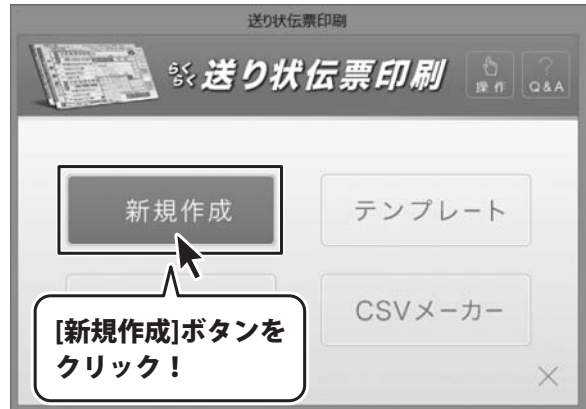 送り状伝票印刷
らくらく 送り状伝票印刷
操作
?
Q&A
新規作成
テンプレート
CSVメーカー
[新規作成]ボタンを
クリック！